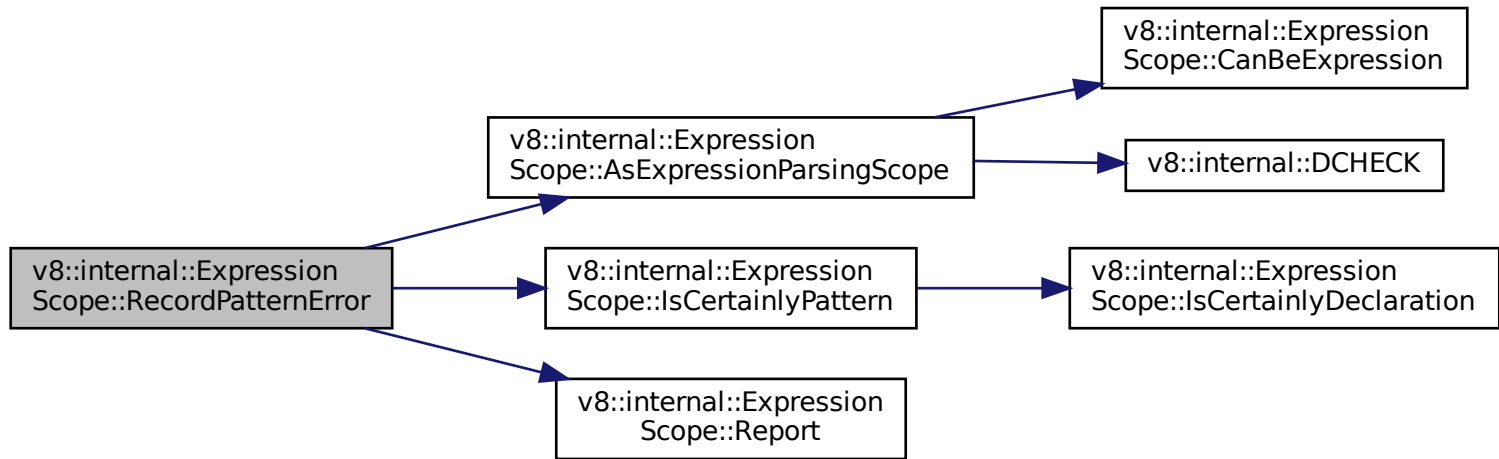 v8::internal::Expression
Scope::CanBeExpression
v8::internal::Expression
Scope::AsExpressionParsingScope
v8::internal::DCHECK
v8::internal::Expression
Scope::RecordPatternError
v8::internal::Expression
Scope::IsCertainlyPattern
v8::internal::Expression
Scope::IsCertainlyDeclaration
v8::internal::Expression
Scope::Report